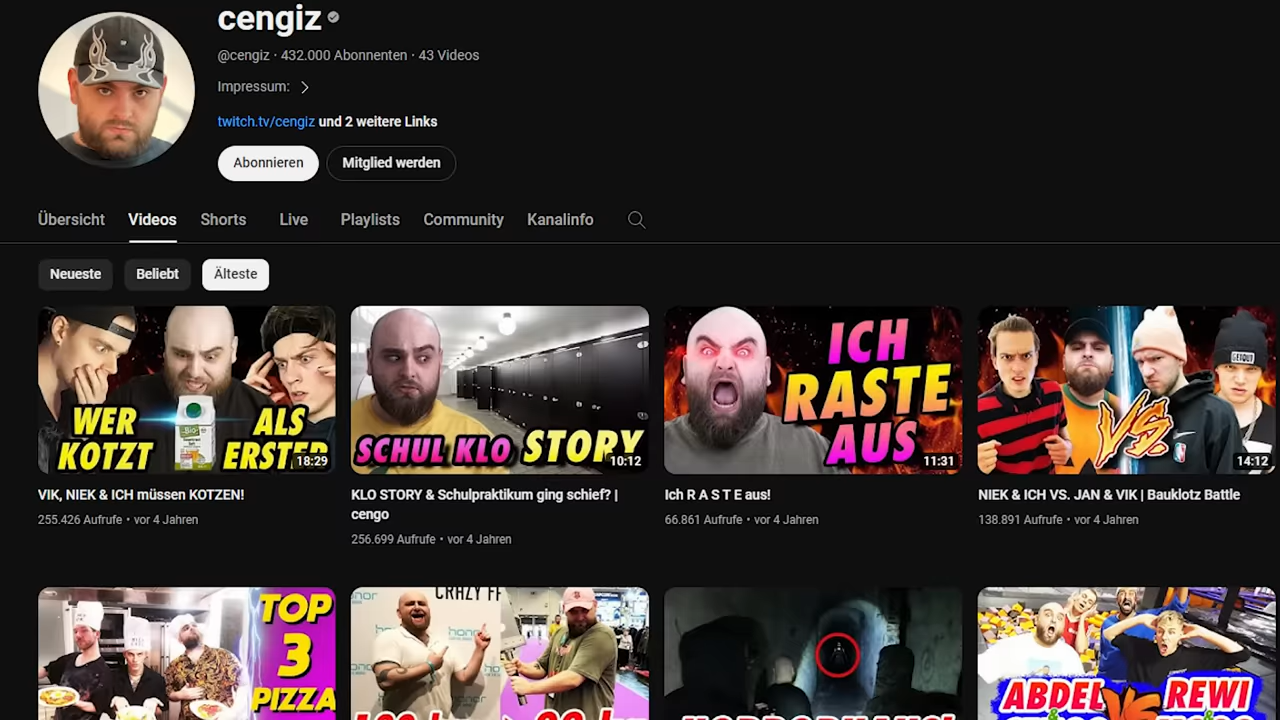 cengiz
@cengiz · 432.000 Abonnenten · 43 Videos
Impressum:
twitch.tv/cengiz und 2 weitere Links
Abonnieren
Mitglied werden
Übersicht
Videos
Shorts
Live
Playlists
Community
Kanalinfo
Neueste
Beliebt
Älteste
WER KOTZT
ALS ERSTER
18:29
SCHUL KLO STORY
10:12
ICH
RASTE
AUS
11:31
VS.
GETOUT
14:12
VIK, NIEK & ICH müssen KOTZEN!
255.426 Aufrufe • vor 4 Jahren
KLO STORY & Schulpraktikum ging schief? |
cengo
256.699 Aufrufe • vor 4 Jahren
Ich R A S T E aus!
66.861 Aufrufe • vor 4 Jahren
NIEK & ICH VS. JAN & VIK | Bauklotz Battle
138.891 Aufrufe • vor 4 Jahren
TOP
3
PIZZA
CRAZY
honor
ABDEL
VS
REWI